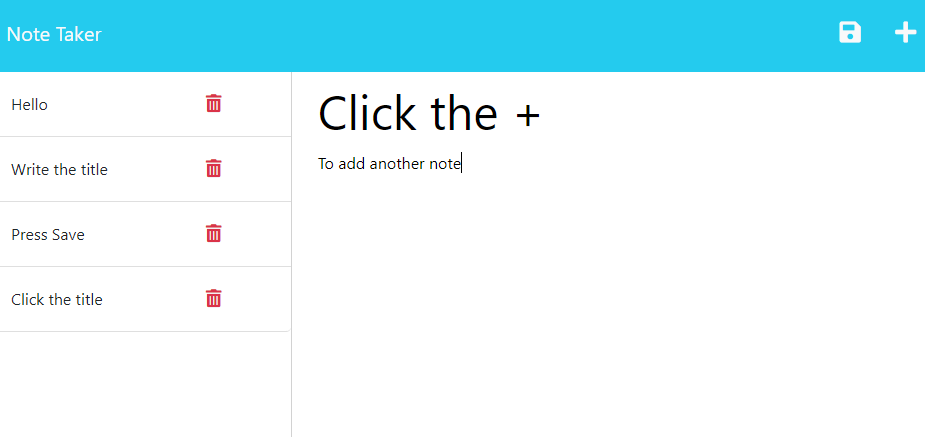 Note Taker
Hello
Write the title
Press Save
Click the title
Click the +
To add another note